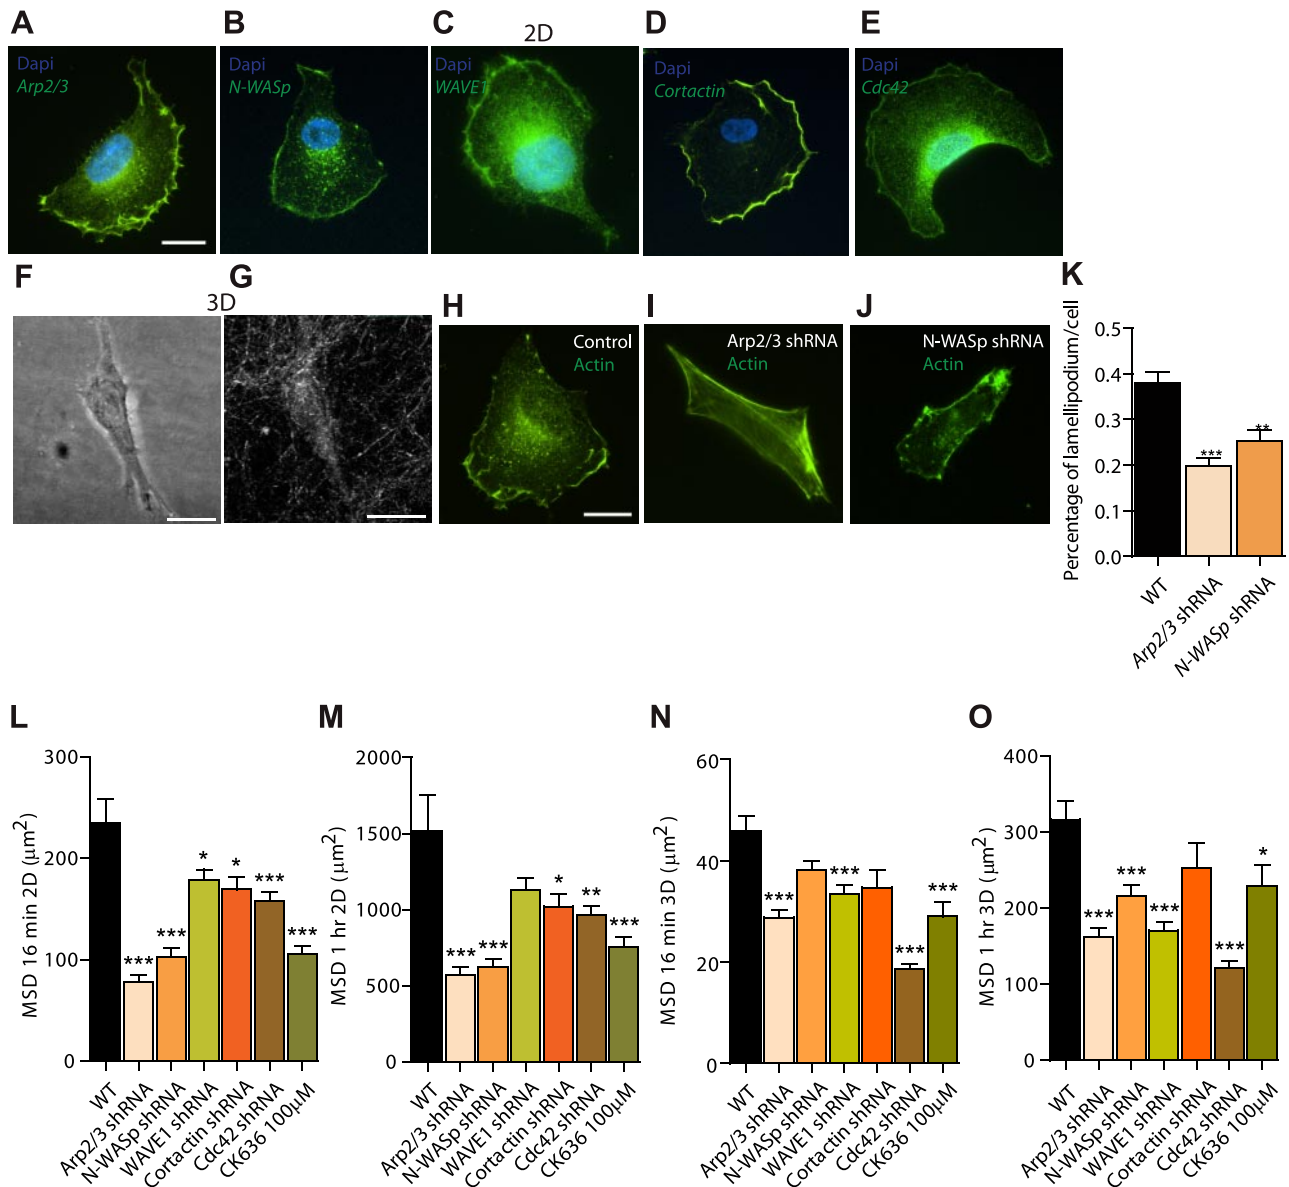 A B C D E
2D
Dapi Dapi Dapi Dapi Dapi
Arp2/3 N-WASp WAVE1 Cortactin Cdc42
F G H I J K
3D
Control Arp2/3 shRNA N-WASp shRNA
Actin Actin Actin
Percentage of lamellipodium/cell
0.5
0.4
0.3
0.2
0.1
0.0
*** **
WT Arp2/3 shRNA N-WASp shRNA
L
MSD 16 min 2D (μm²)
300
200
100
0
*** *** * * *** ***
WT Arp2/3 shRNA N-WASp shRNA WAVE1 shRNA Cortactin shRNA Cdc42 shRNA CK636 100μM
M
MSD 1 hr 2D (μm²)
2000
1500
1000
500
0
*** *** * ** ***
WT Arp2/3 shRNA N-WASp shRNA WAVE1 shRNA Cortactin shRNA Cdc42 shRNA CK636 100μM
N
MSD 16 min 3D (μm²)
60
40
20
0
*** *** *** ***
WT Arp2/3 shRNA N-WASp shRNA WAVE1 shRNA Cortactin shRNA Cdc42 shRNA CK636 100μM
O
MSD 1 hr 3D (μm²)
400
300
200
100
0
*** *** *** *** *
WT Arp2/3 shRNA N-WASp shRNA WAVE1 shRNA Cortactin shRNA Cdc42 shRNA CK636 100μM